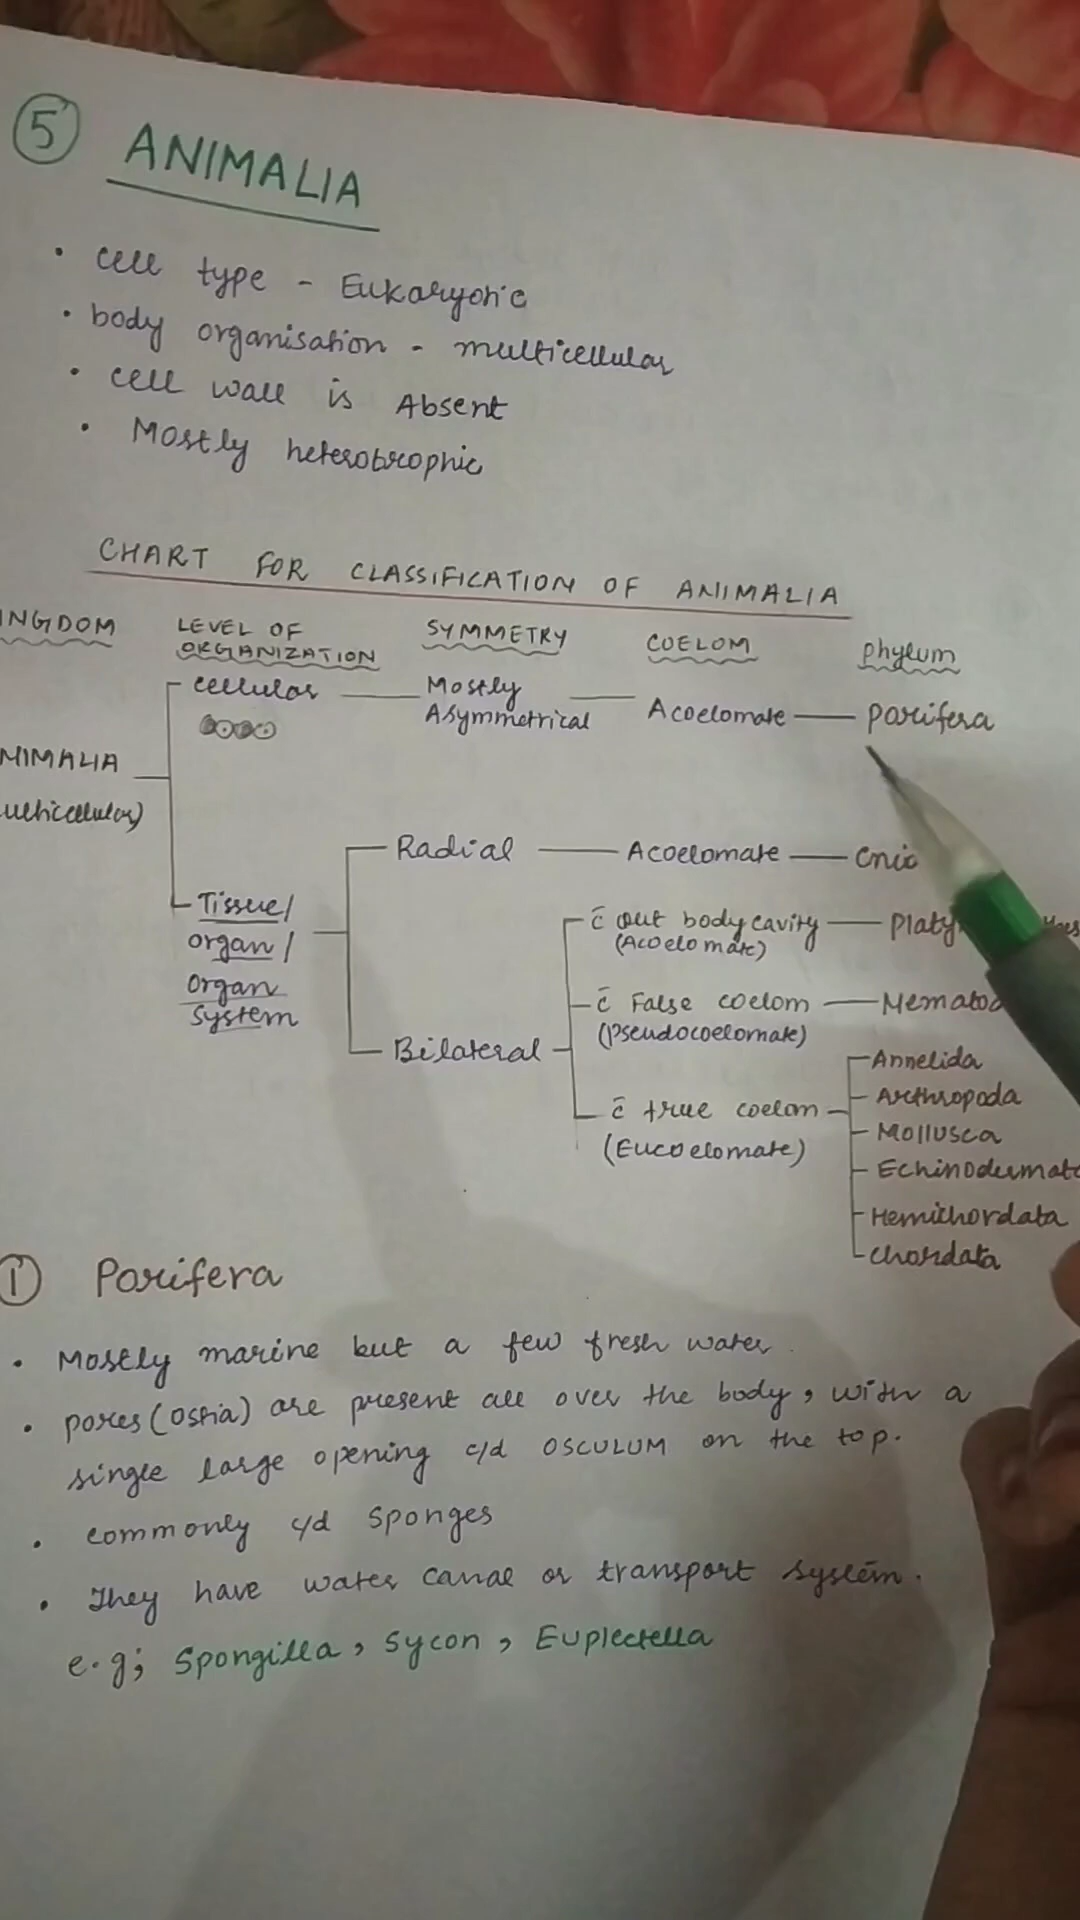 5 ANIMALIA
• cell type - Eukaryotic
• body organisation - multicellular
• cell wall is Absent
• Mostly heterotrophic
CHART FOR CLASSIFICATION OF ANIMALIA
INGDOM LEVEL OF ORGANIZATION SYMMETRY COELOM phylum
cellular Mostly Asymmetrical Acoelomate Porifera
NIMALIA
ulticellular)
Radial Acoelomate Cnid
Tissue/
organ/
organ
system
c̄ out body cavity Platy
(Acoelomate)
c̄ False coelom Nematod
(Pseudocoelomate)
Bilateral
Annelida
Arthropoda
c̄ true coelom
(Eucoelomate)
Mollusca
Echinodermata
Hemichordata
Chordata
1 Porifera
• Mostly marine but a few fresh water.
• pores (ostia) are present all over the body, with a
single large opening c/d OSCULUM on the top.
• commonly c/d sponges
• They have water canal or transport system.
e.g; Spongilla, Sycon, Euplectella